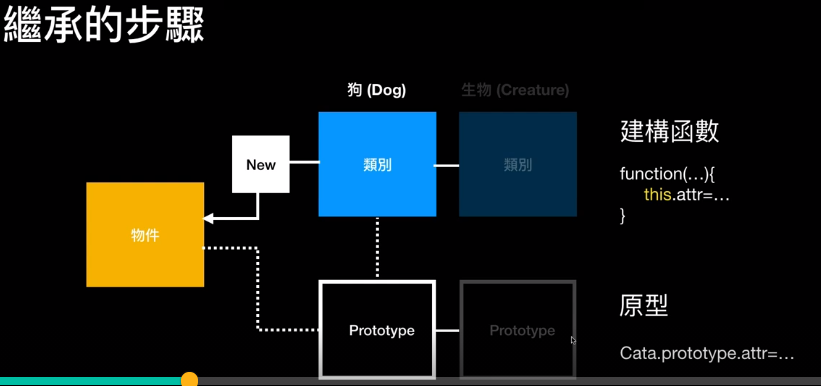 繼承的步驟
狗 (Dog)
生物 (Creature)
New
類別
類別
物件
Prototype
Prototype
建構函數
function(…){
this.attr=…
}
原型
Cata.prototype.attr=…